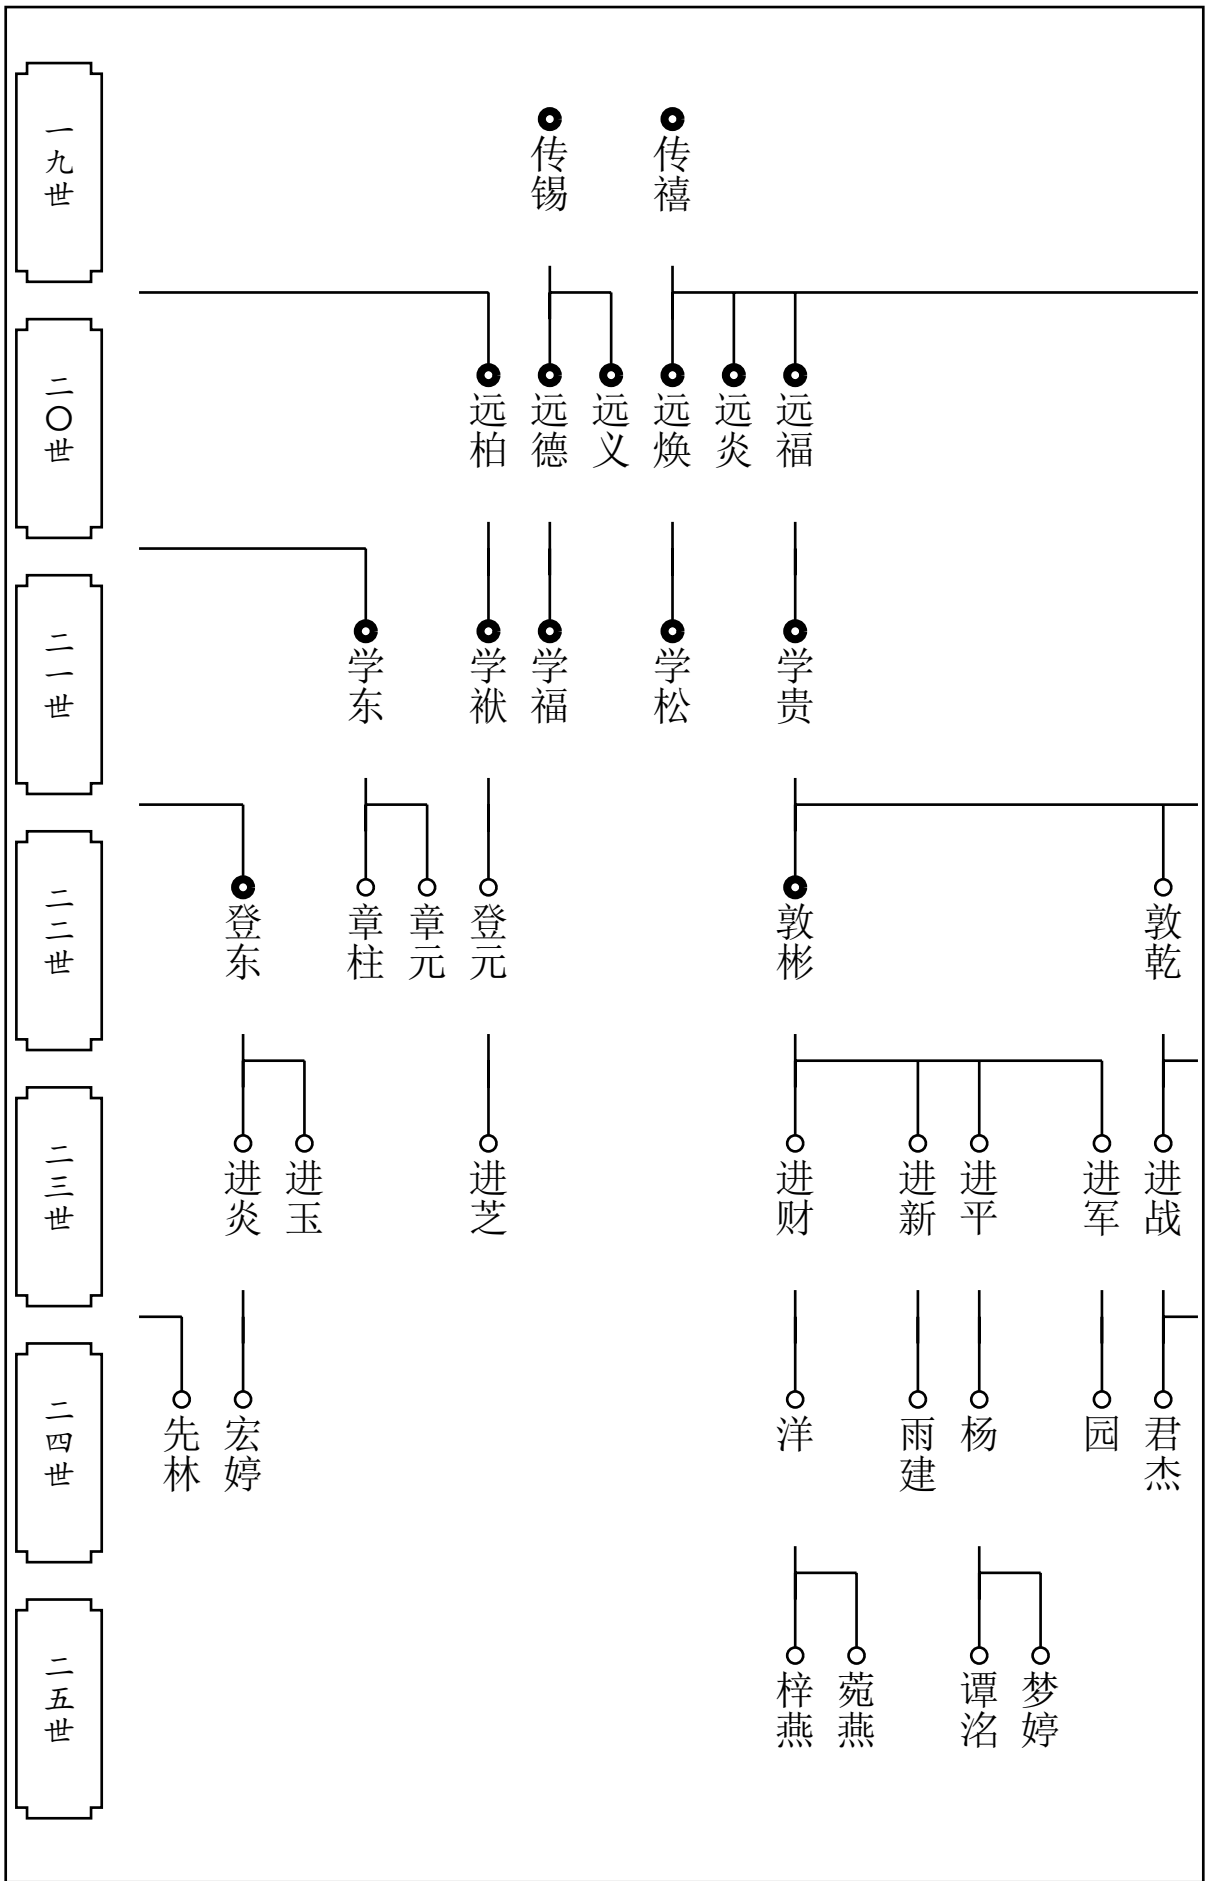 一九世
传锡
传禧
二〇世
远柏
远德
远义
远焕
远炎
远福
二一世
学东
学袱
学福
学松
学贵
二二世
登东
章柱
章元
登元
敦彬
敦乾
二三世
进炎
进玉
进芝
进财
进新
进平
进军
进战
二四世
先林
宏婷
洋
雨建
杨
园
君杰
二五世
梓燕
菀燕
谭洺
梦婷